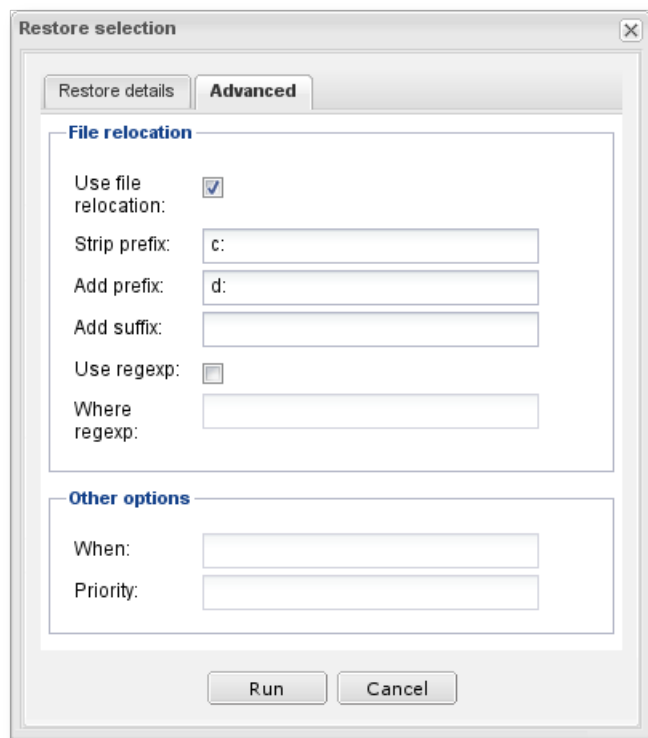 Restore selection
Restore details
Advanced
File relocation
Use file
relocation:
Strip prefix:
c:
Add prefix:
d:
Add suffix:
Use regexp:
Where
regexp:
Other options
When:
Priority:
Run
Cancel